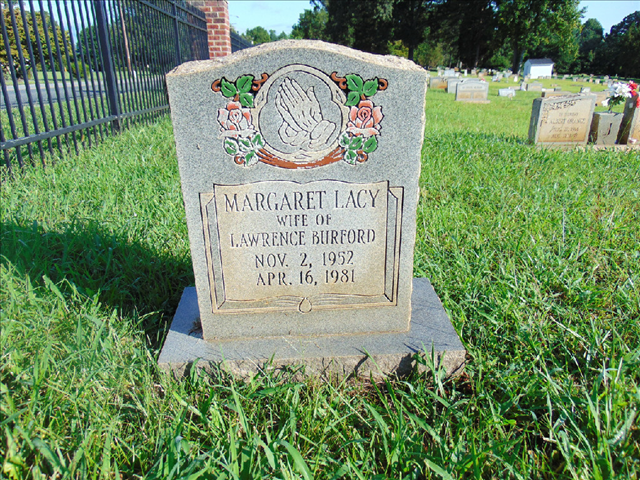 MARGARET LACY
WIFE OF
LAWRENCE BURFORD
NOV. 2, 1952
APR. 16, 1981